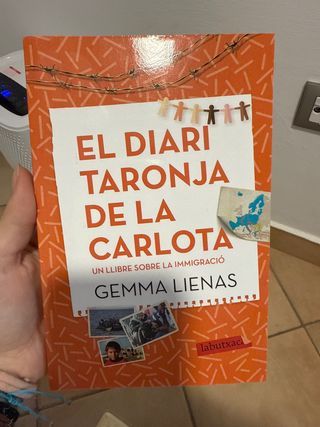 EL DIARI
TARONJA
DE LA
CARLOTA
UN LLIBRE SOBRE LA IMMIGRACIÓ
GEMMA LIENAS
labutxaca